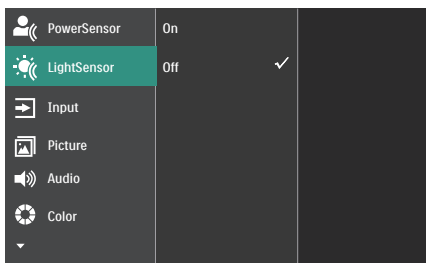 PowerSensor
On
LightSensor
Off
Input
Picture
Audio
Color